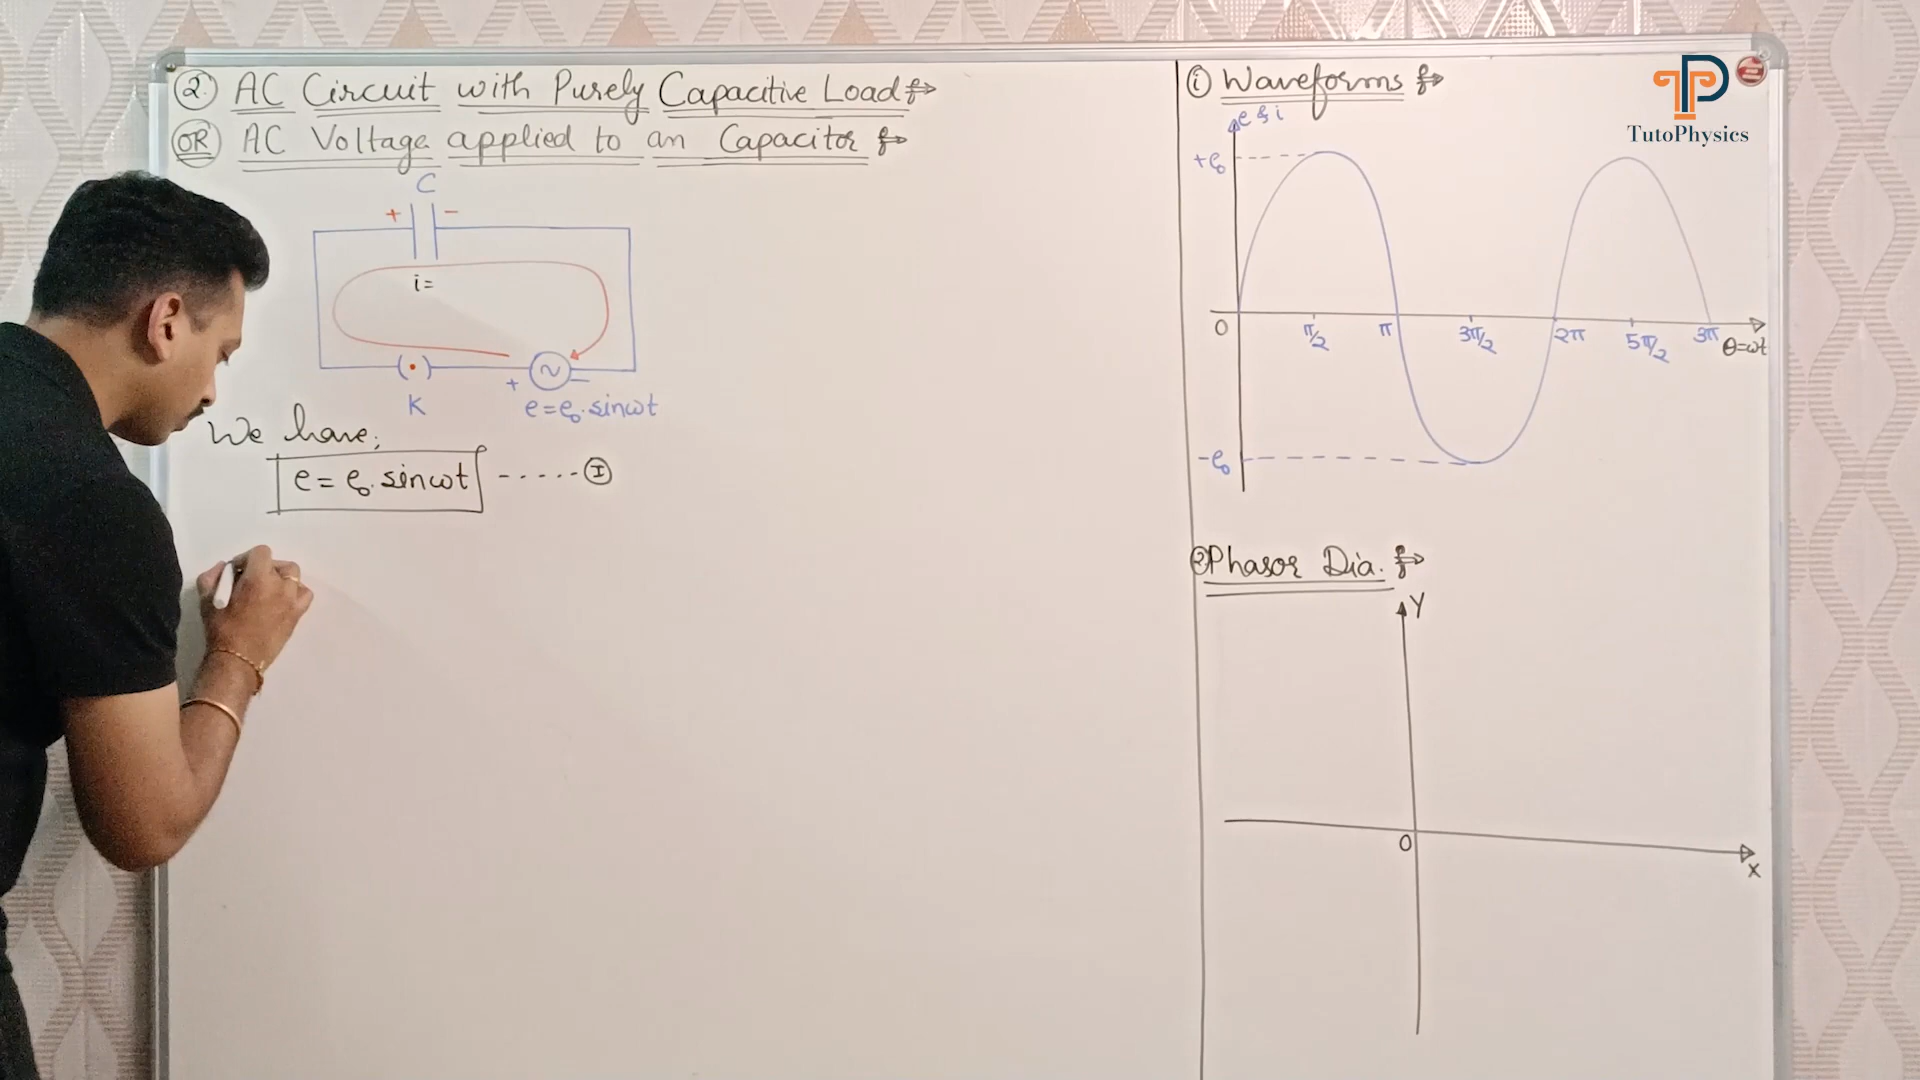 ② AC Circuit with Purely Capacitive Load
OR AC Voltage applied to an Capacitor
C
+ −
i=
K
+ ~ −
e=e₀.sinωt
We have,
e=e₀.sinωt -----Ⓘ
① Waveforms
e & i
+e₀
0 π/2 π 3π/2 2π 5π/2 3π θ=ωt
-e₀
② Phasor Dia.
Y
0
X
TP
TutoPhysics